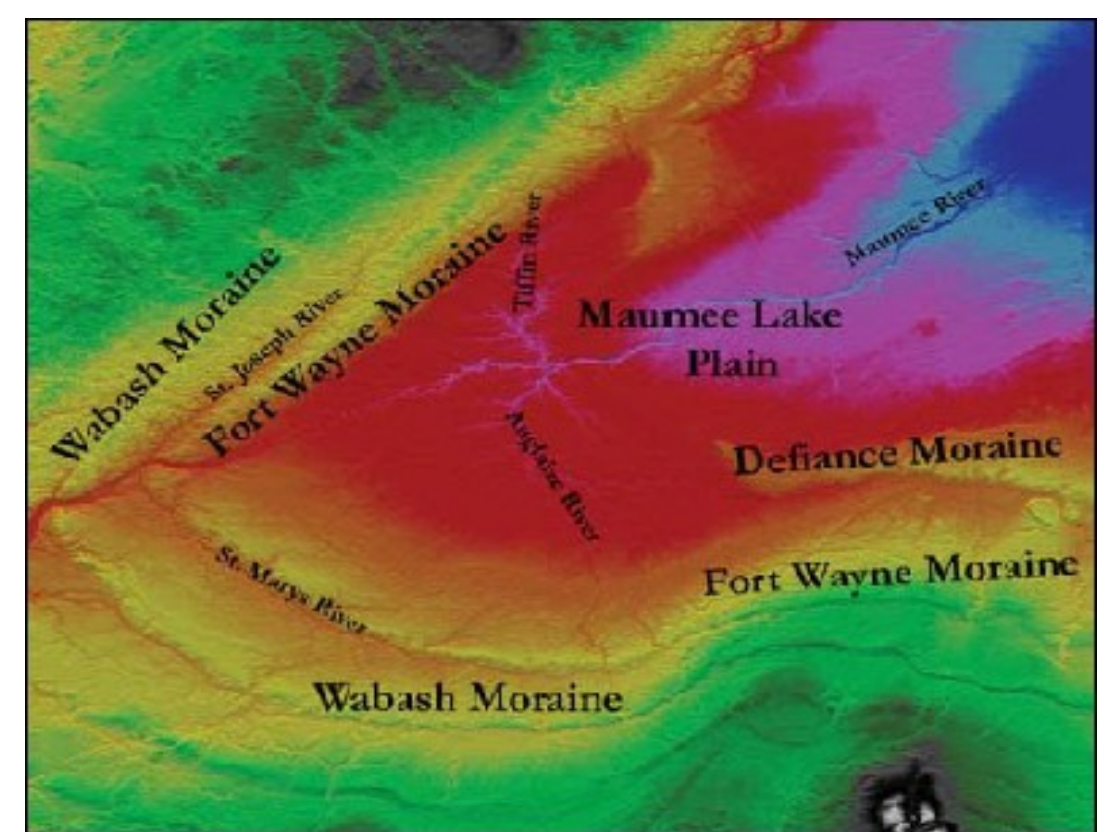 Tiffin River
Maumee River
Wabash Moraine
St. Joseph River
Fort Wayne Moraine
Maumee Lake
Plain
Auglaize River
Defiance Moraine
St. Marys River
Fort Wayne Moraine
Wabash Moraine